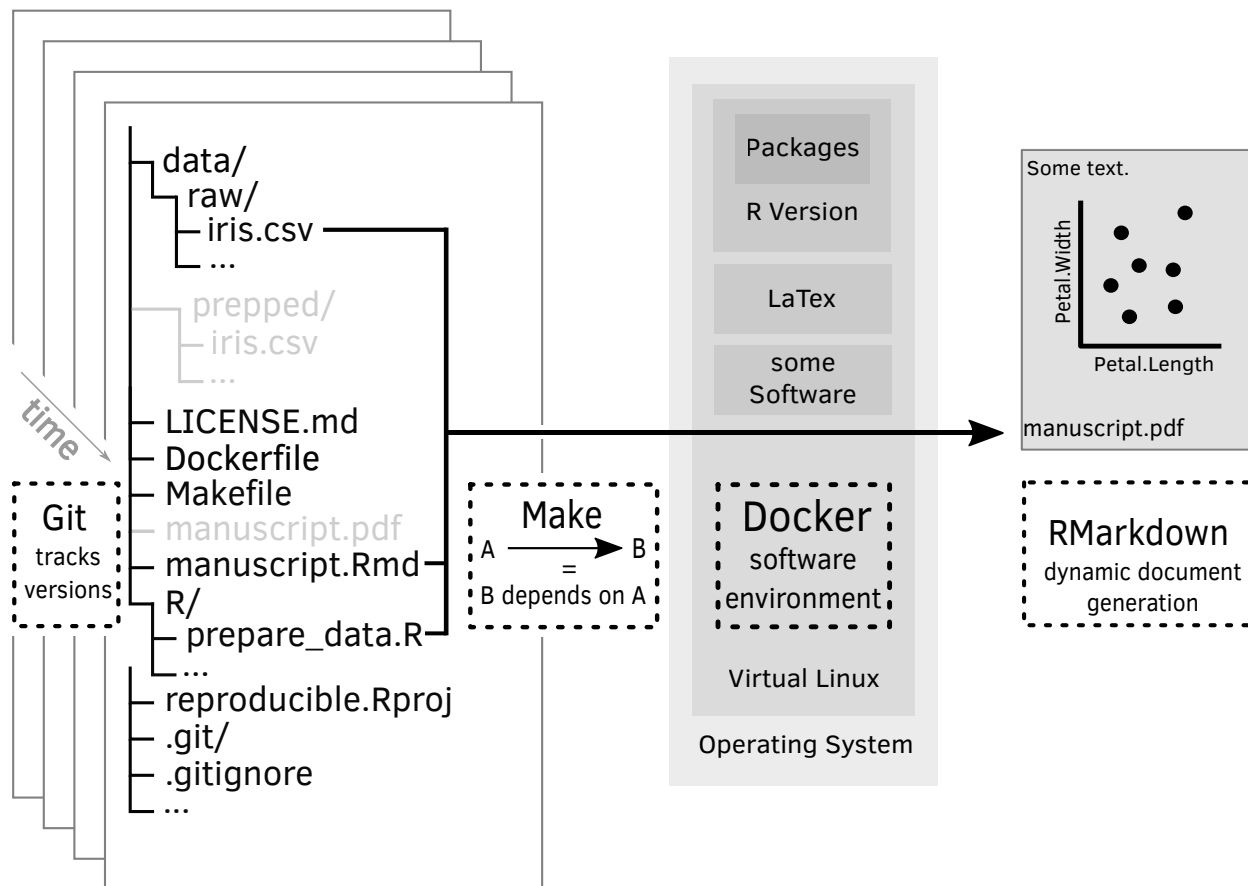 data/
raw/
iris.csv
...
prepped/
iris.csv
...
LICENSE.md
Dockerfile
Makefile
manuscript.pdf
manuscript.Rmd
R/
prepare_data.R
...
reproducible.Rproj
.git/
.gitignore
...
time
Git
tracks
versions
Make
A B
=
B depends on A
Packages
R Version
LaTex
some
Software
Docker
software
environment
Virtual Linux
Operating System
Some text.
Petal.Width
Petal.Length
manuscript.pdf
RMarkdown
dynamic document
generation